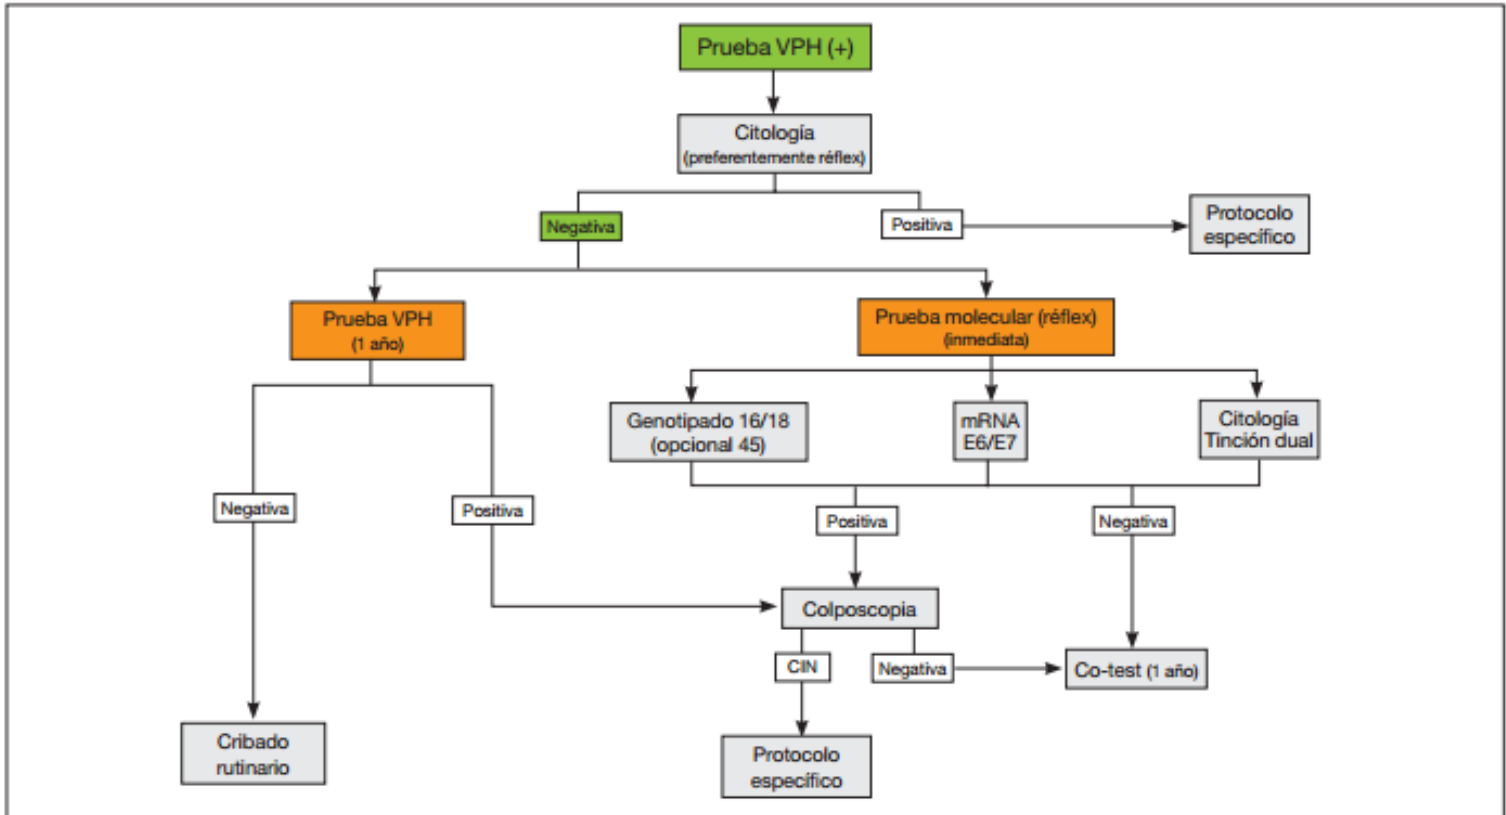 Prueba VPH (+)
Citología
(preferentemente réflex)
Negativa
Positiva
Protocolo
específico
Prueba VPH
(1 año)
Prueba molecular (réflex)
(inmediata)
Genotipado 16/18
(opcional 45)
mRNA
E6/E7
Citología
Tinción dual
Negativa
Positiva
Positiva
Negativa
Colposcopia
CIN
Negativa
Co-test (1 año)
Cribado
rutinario
Protocolo
específico